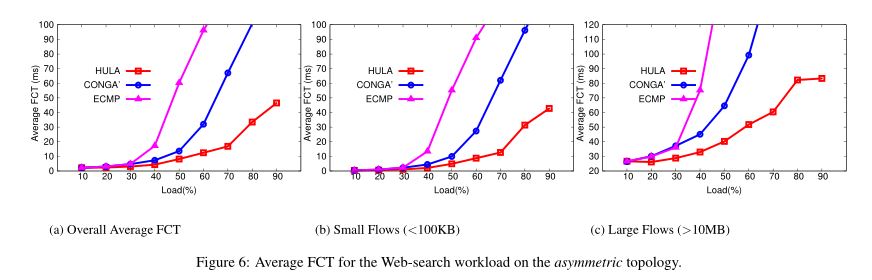 100
90
80
70
60
50
40
30
20
10
0
Average FCT (ms)
HULA
CONGA'
ECMP
10 20 30 40 50 60 70 80 90
Load(%)
100
90
80
70
60
50
40
30
20
10
0
Average FCT (ms)
HULA
CONGA'
ECMP
10 20 30 40 50 60 70 80 90
Load(%)
120
110
100
90
80
70
60
50
40
30
20
Average FCT (ms)
HULA
CONGA'
ECMP
10 20 30 40 50 60 70 80 90
Load(%)
(a) Overall Average FCT
(b) Small Flows (<100KB)
(c) Large Flows (>10MB)
Figure 6: Average FCT for the Web-search workload on the asymmetric topology.